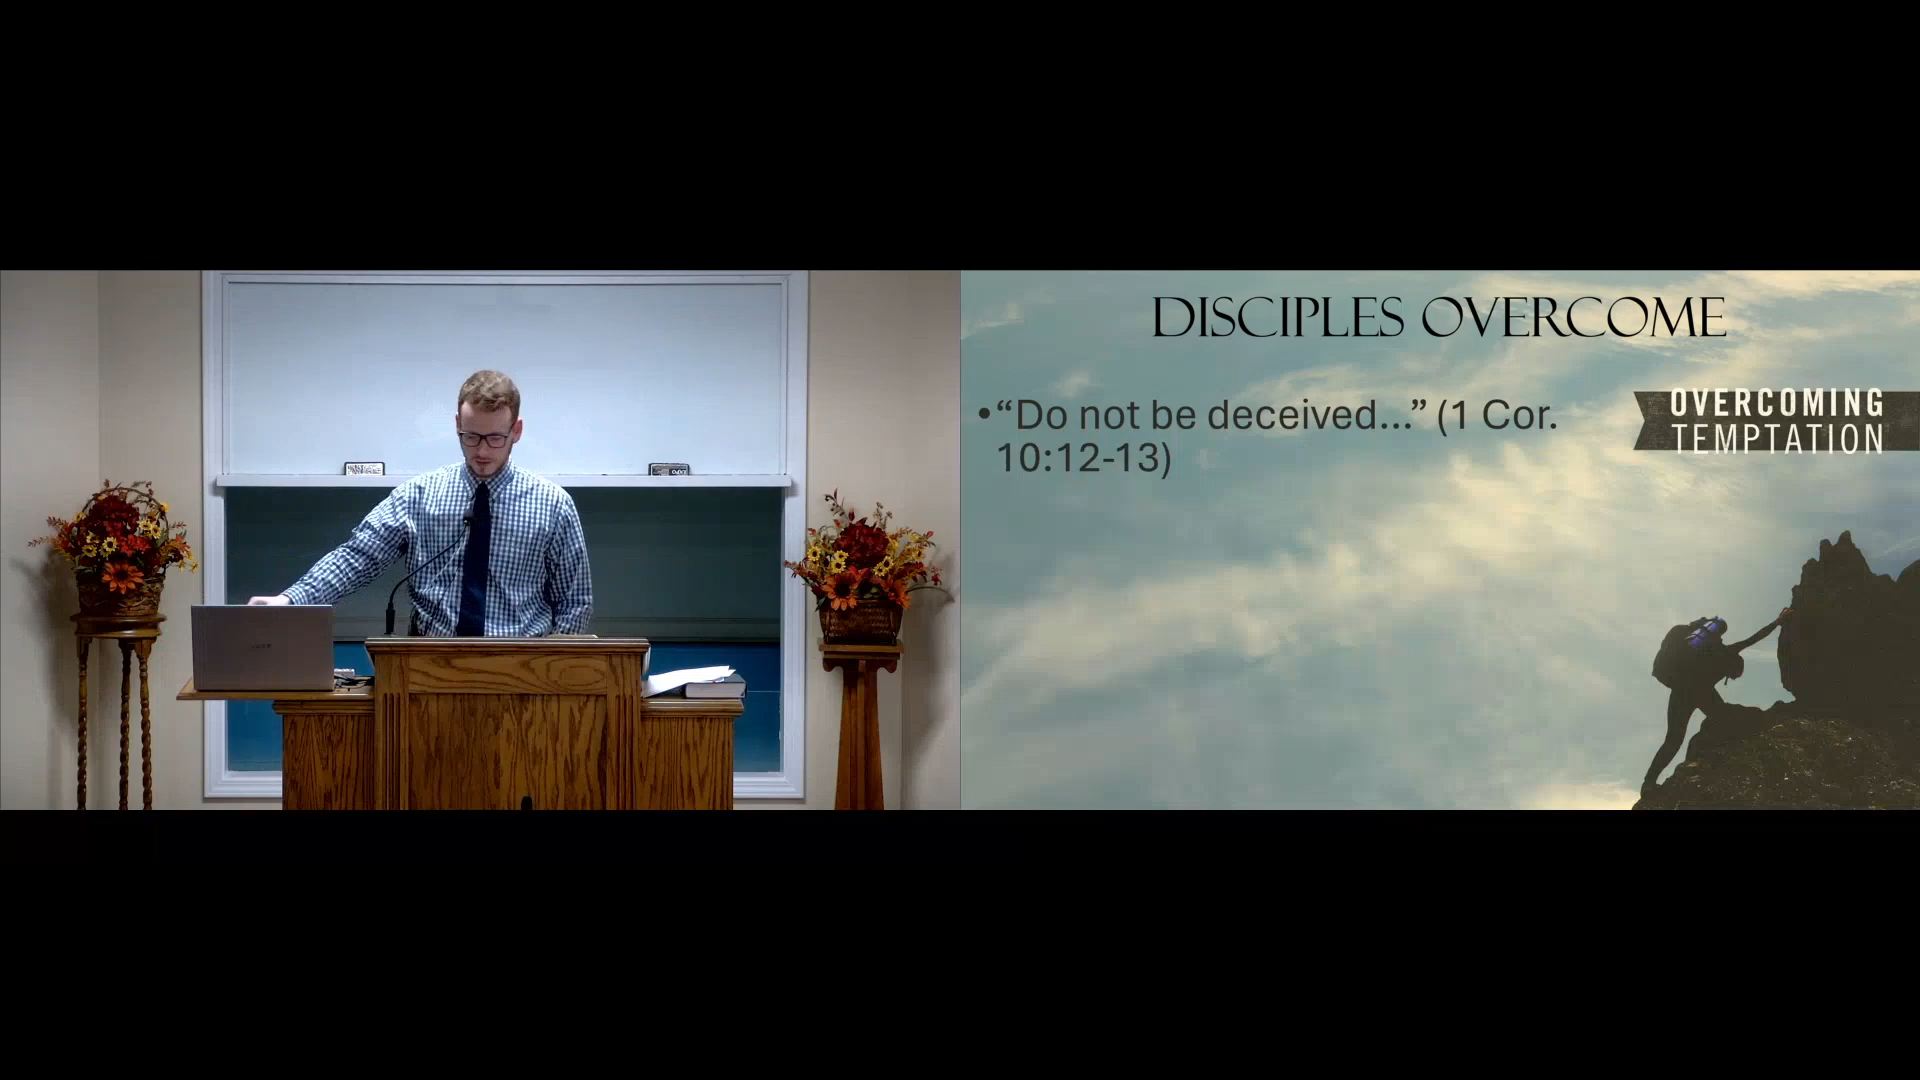 DISCIPLES OVERCOME
•“Do not be deceived...” (1 Cor.
10:12-13)
OVERCOMING
TEMPTATION